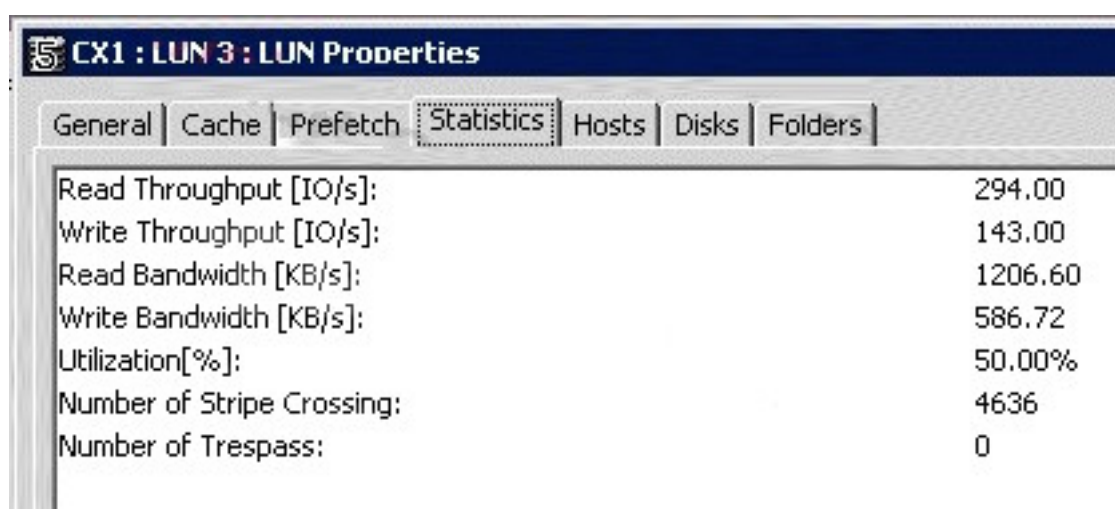 CX1 : LUN 3 : LUN Properties
General Cache Prefetch Statistics Hosts Disks Folders
Read Throughput [IO/s]: 294.00
Write Throughput [IO/s]: 143.00
Read Bandwidth [KB/s]: 1206.60
Write Bandwidth [KB/s]: 586.72
Utilization[%]: 50.00%
Number of Stripe Crossing: 4636
Number of Trespass: 0